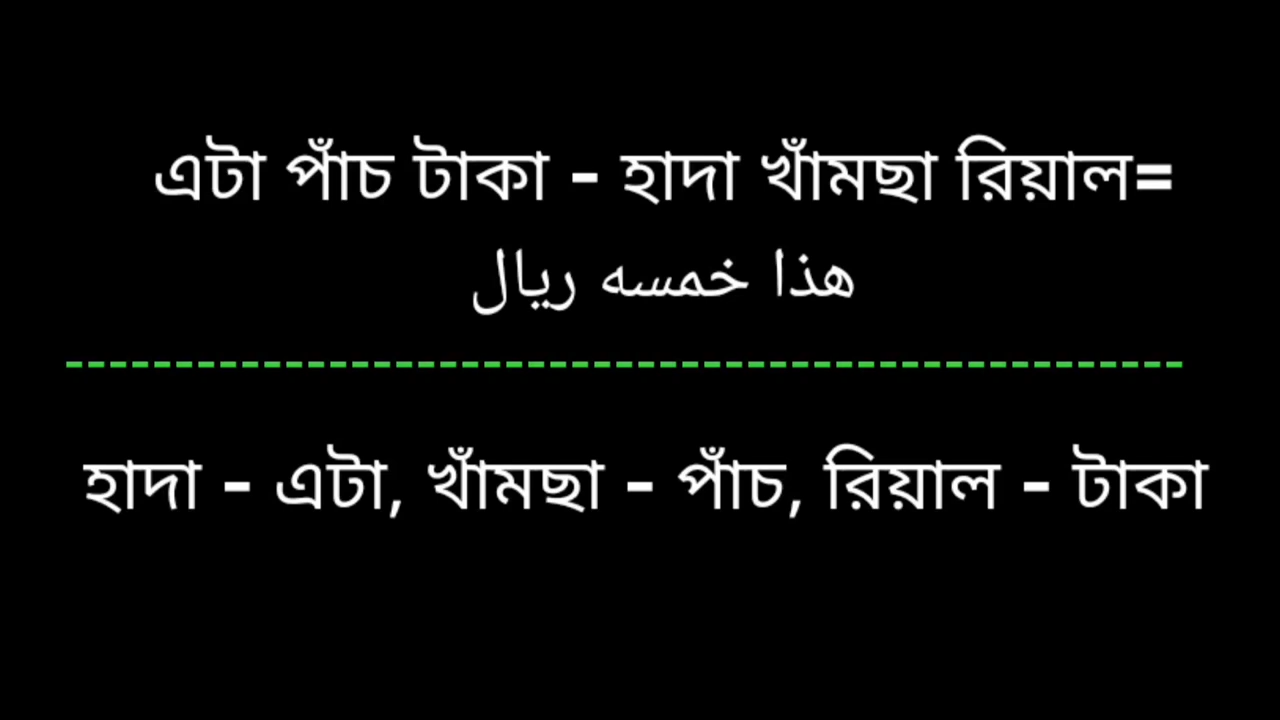 এটা পাঁচ টাকা - হাদা খাঁমছা রিয়াল=
هذا خمسه ريال
হাদা - এটা, খাঁমছা - পাঁচ, রিয়াল - টাকা